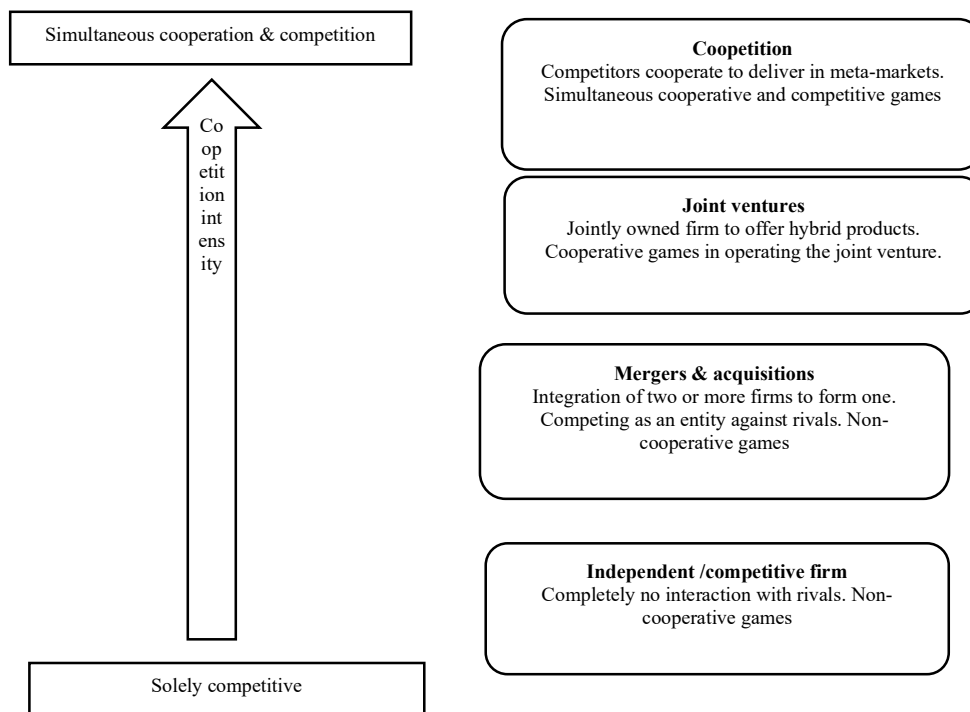 Simultaneous cooperation & competition
Co
op
etit
ion
int
ens
ity
Solely competitive
Coopetition
Competitors cooperate to deliver in meta-markets.
Simultaneous cooperative and competitive games
Joint ventures
Jointly owned firm to offer hybrid products.
Cooperative games in operating the joint venture.
Mergers & acquisitions
Integration of two or more firms to form one.
Competing as an entity against rivals. Non-
cooperative games
Independent /competitive firm
Completely no interaction with rivals. Non-
cooperative games